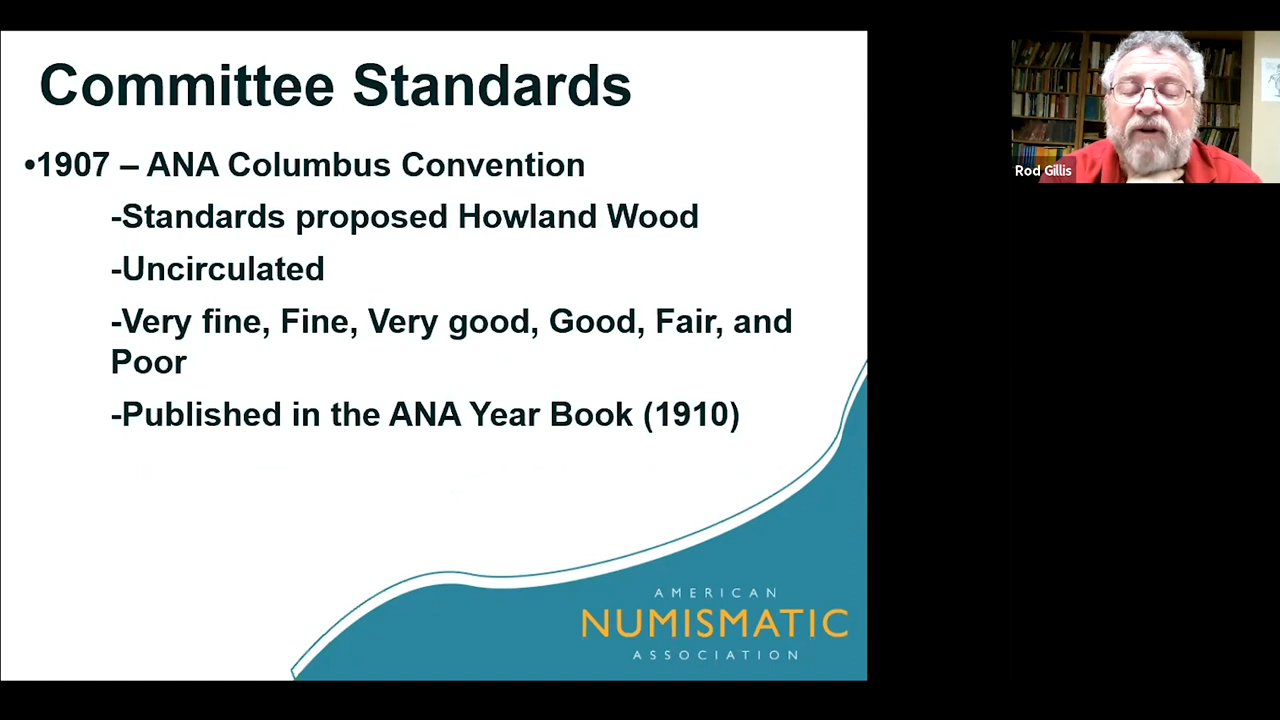 Committee Standards
•1907 – ANA Columbus Convention
-Standards proposed Howland Wood
-Uncirculated
-Very fine, Fine, Very good, Good, Fair, and
Poor
-Published in the ANA Year Book (1910)
AMERICAN
NUMISMATIC
ASSOCIATION
Rod Gillis